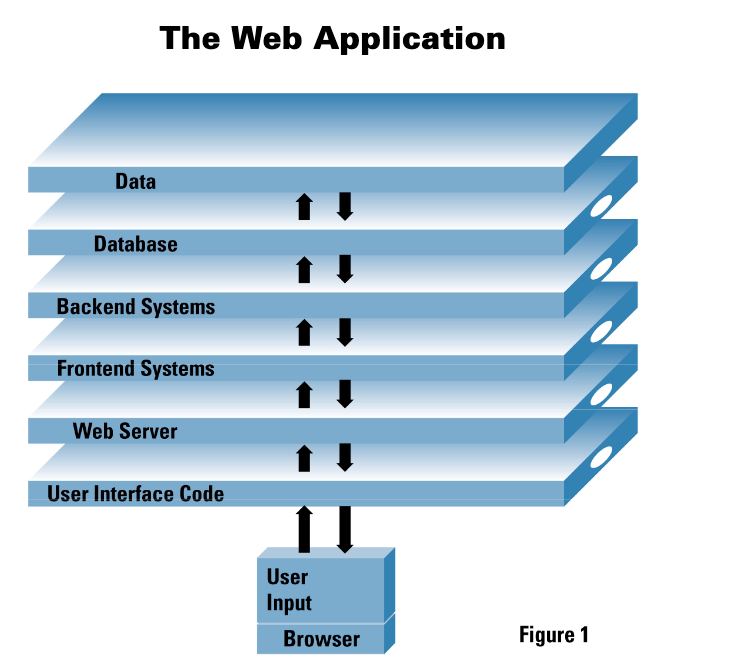 The Web Application
Data
Database
Backend Systems
Frontend Systems
Web Server
User Interface Code
User
Input
Browser
Figure 1